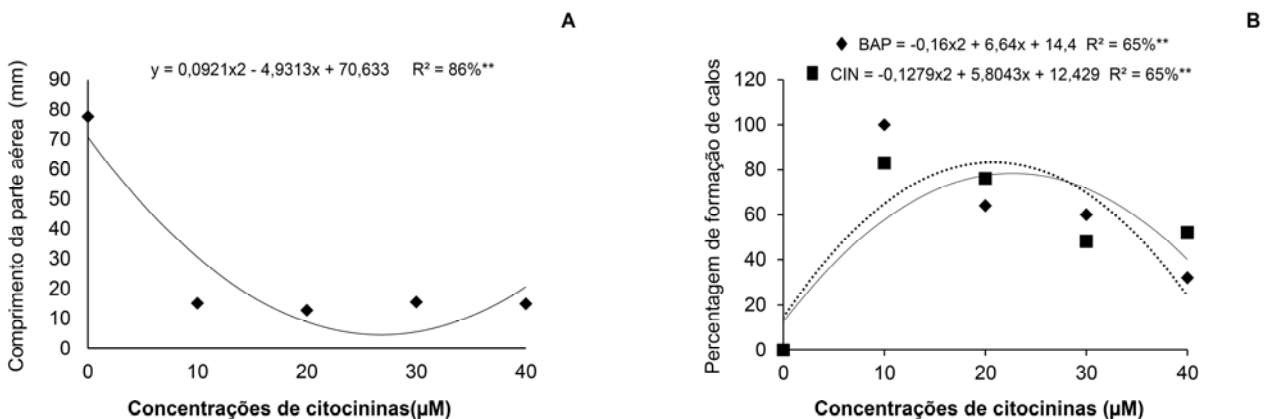 A
y = 0,0921x2 - 4,9313x + 70,633 R² = 86%**
Comprimento da parte aérea (mm)
90
80
70
60
50
40
30
20
10
0
0 10 20 30 40
Concentrações de citocininas(µM)
B
BAP = -0,16x2 + 6,64x + 14,4 R² = 65%**
CIN = -0,1279x2 + 5,8043x + 12,429 R² = 65%**
Percentagem de formação de calos
120
100
80
60
40
20
0
0 10 20 30 40
Concentrações de citocininas (µM)